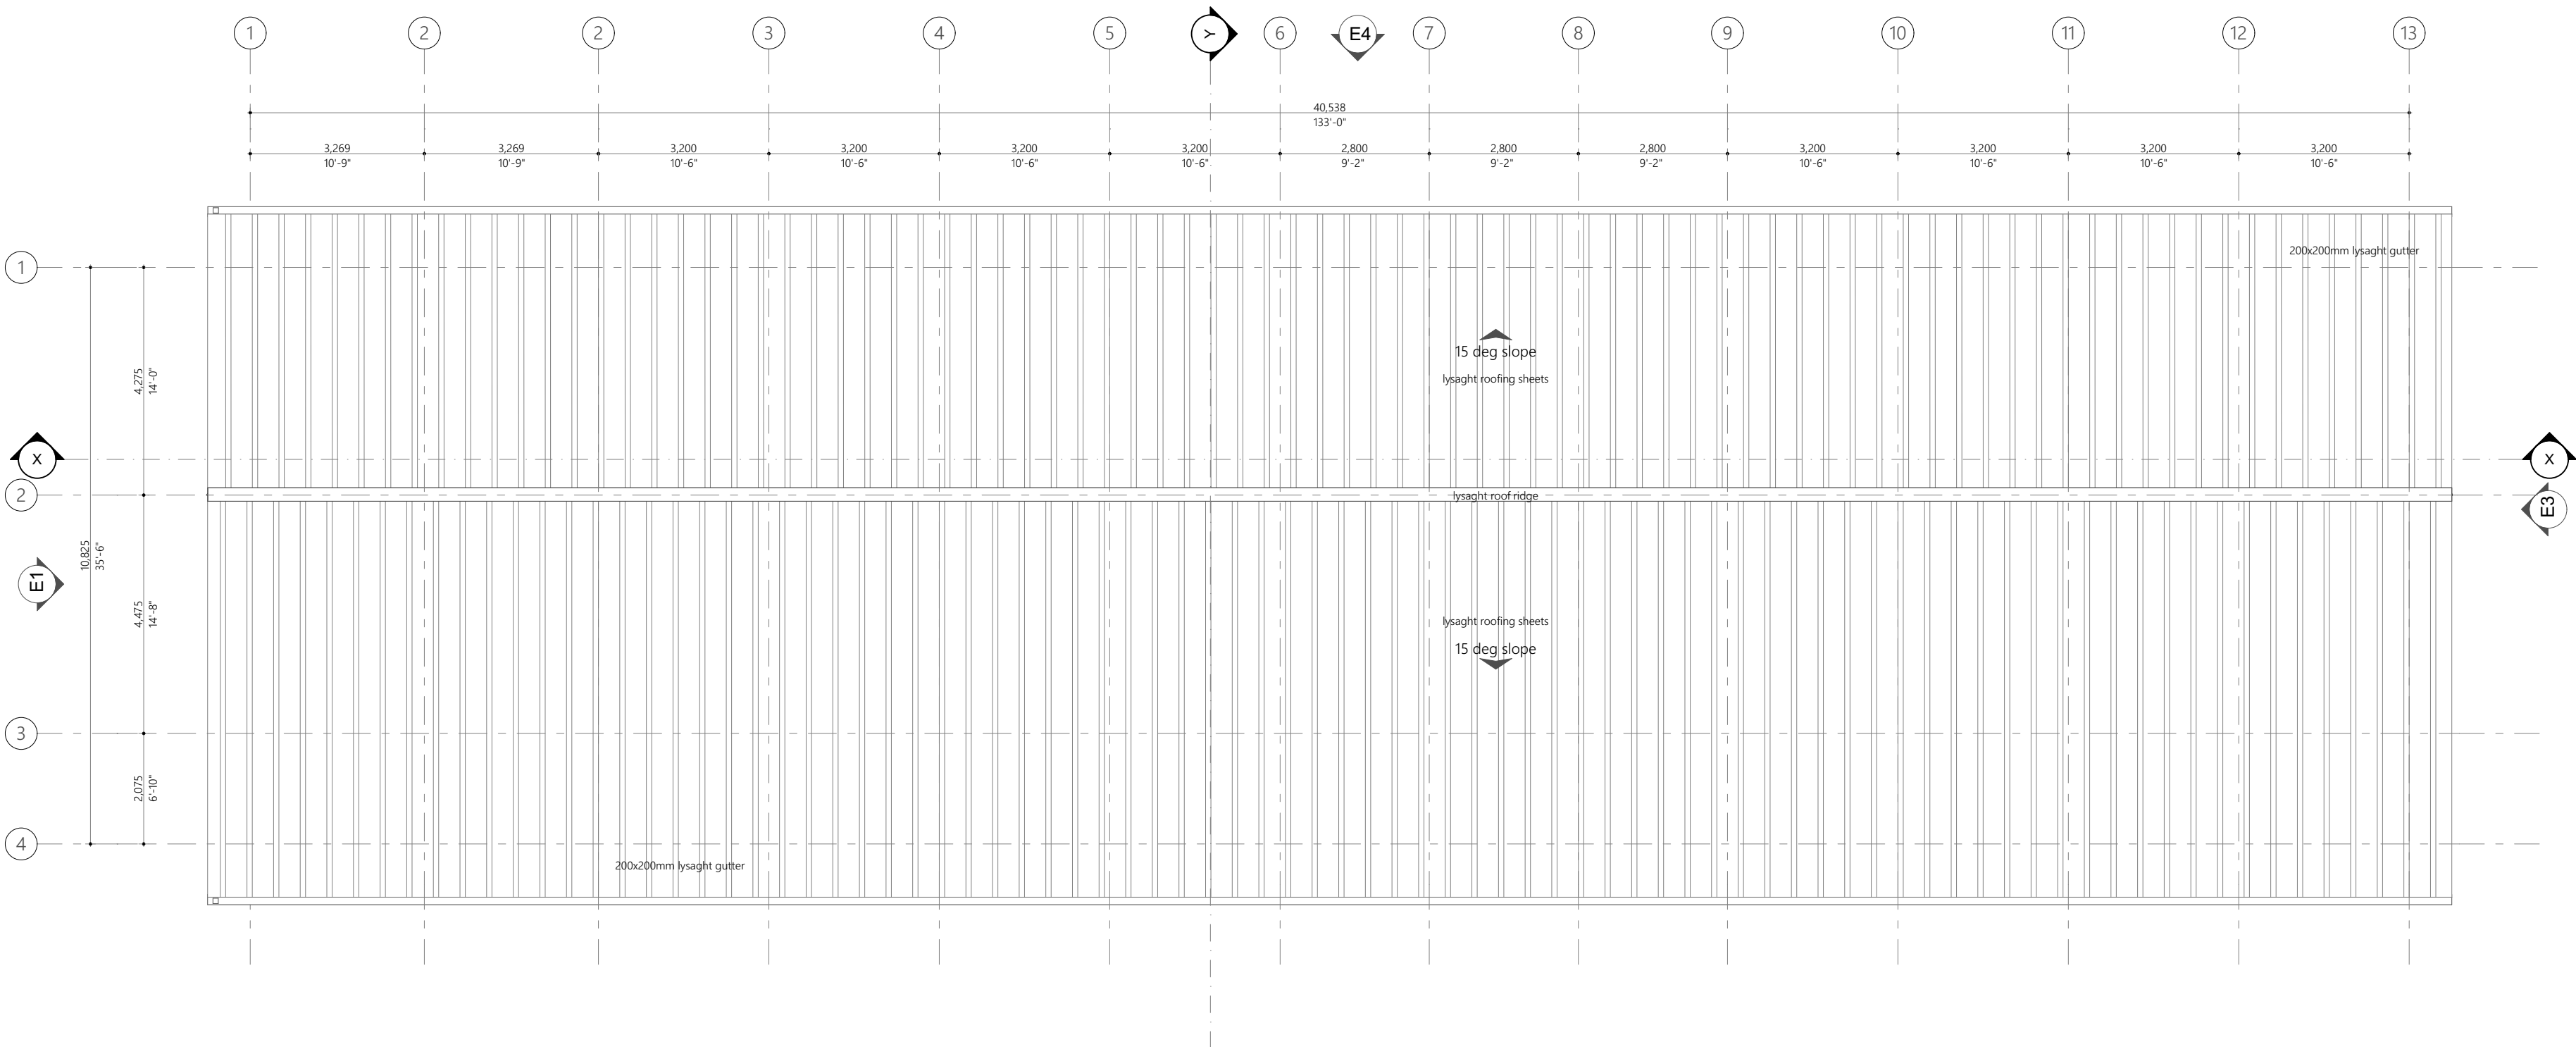 1 2 2 3 4 5 Y 6 E4 7 8 9 10 11 12 13
40,538
133'-0"
3,269 3,269 3,200 3,200 3,200 3,200 2,800 2,800 2,800 3,200 3,200 3,200 3,200
10'-9" 10'-9" 10'-6" 10'-6" 10'-6" 10'-6" 9'-2" 9'-2" 9'-2" 10'-6" 10'-6" 10'-6" 10'-6"
200x200mm lysaght gutter
1
15 deg slope
lysaght roofing sheets
4,275
14'-0"
X X
2
lysaght roof ridge
E3
10,825
35'-6"
E1
4,475
14'-8"
lysaght roofing sheets
15 deg slope
3
2,075
6'-10"
4
200x200mm lysaght gutter